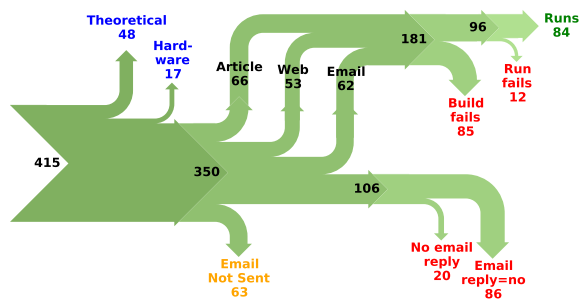 Theoretical
48
Hard-
ware
17
Article
66
Web
53
Email
62
181
96
Runs
84
Run
fails
12
Build
fails
85
415
350
106
Email
Not Sent
63
No email
reply
20
Email
reply=no
86